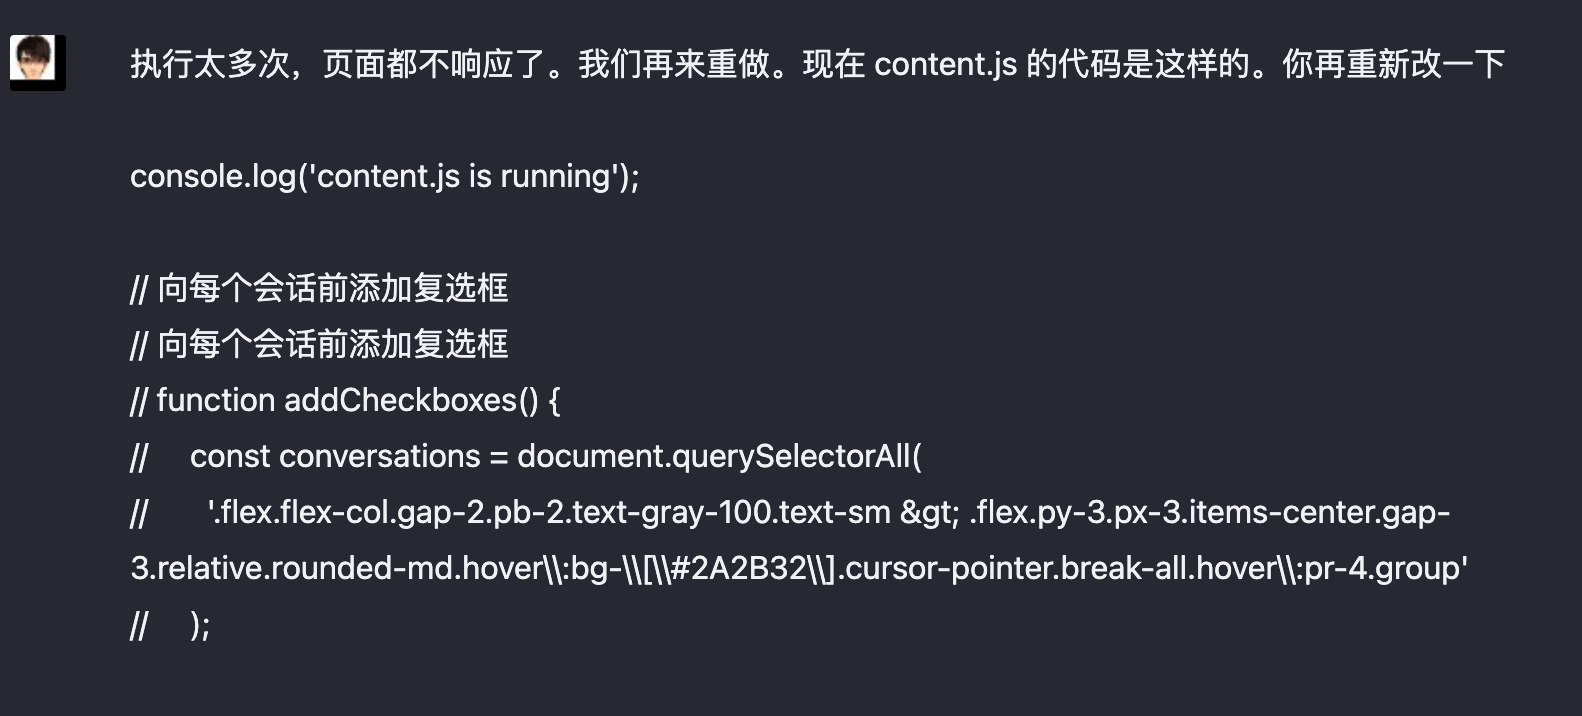 执行太多次，页面都不响应了。我们再来重做。现在 content.js 的代码是这样的。你再重新改一下
console.log('content.js is running');
// 向每个会话前添加复选框
// 向每个会话前添加复选框
// function addCheckboxes() {
//     const conversations = document.querySelectorAll(
//       '.flex.flex-col.gap-2.pb-2.text-gray-100.text-sm &gt; .flex.py-3.px-3.items-center.gap-
3.relative.rounded-md.hover\\:bg-\\[\\#2A2B32\\].cursor-pointer.break-all.hover\\:pr-4.group'
//     );